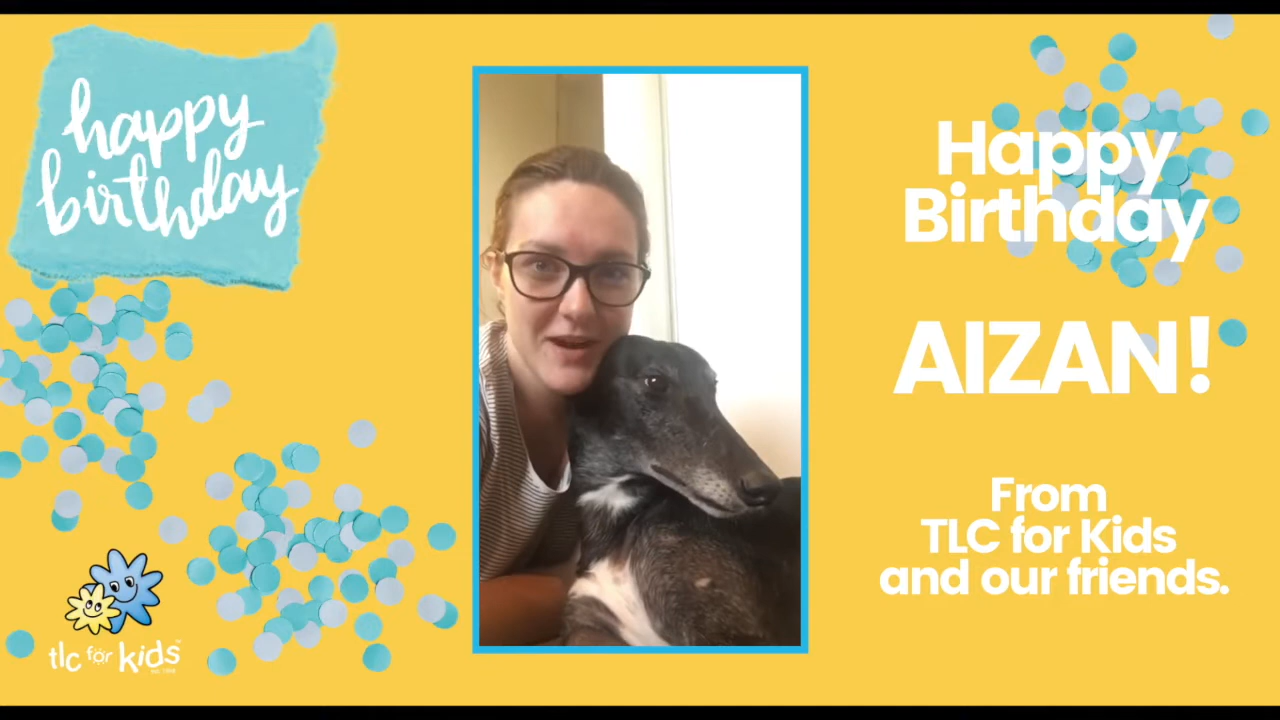 happy
birthday
Happy
Birthday
AIZAN!
From
TLC for Kids
and our friends.
tlc for kids